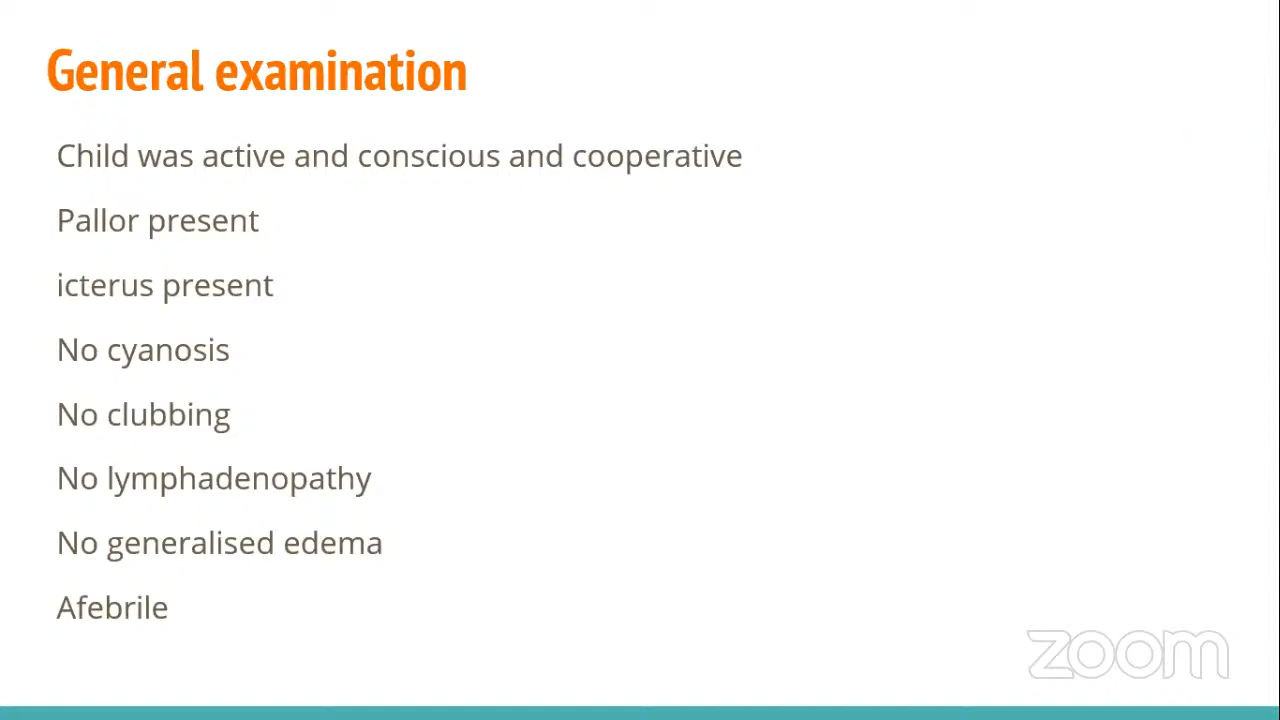 General examination
Child was active and conscious and cooperative
Pallor present
icterus present
No cyanosis
No clubbing
No lymphadenopathy
No generalised edema
Afebrile
zoom